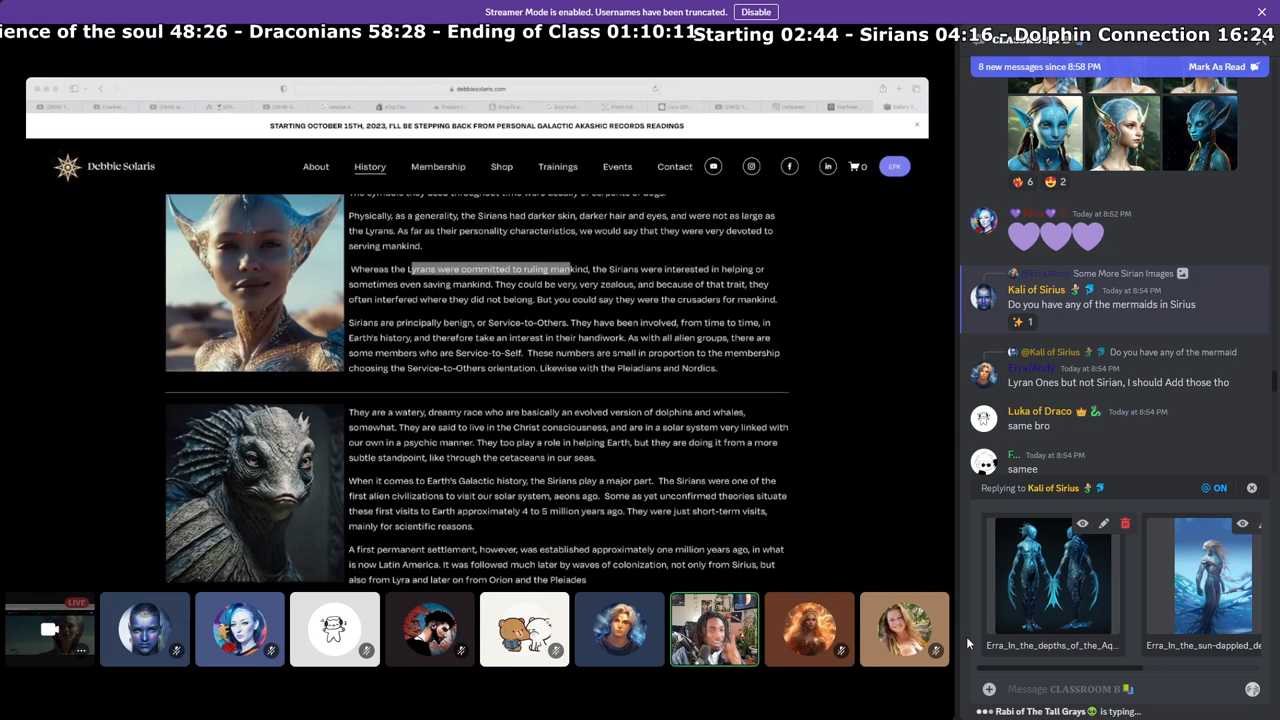 Streamer Mode is enabled. Usernames have been truncated. Disable
ience of the soul 48:26 - Draconians 58:28 - Ending of Class 01:10:11
Starting 02:44 - Sirians 04:16 - Dolphin Connection 16:24
CLASSROOM B
8 new messages since 8:58 PM Mark As Read
debbiesolaris.com
STARTING OCTOBER 15TH, 2023, I'LL BE STEPPING BACK FROM PERSONAL GALACTIC AKASHIC RECORDS READINGS
Debbie Solaris
About History Membership Shop Trainings Events Contact 0 EPK
Physically, as a generality, the Sirians had darker skin, darker hair and eyes, and were not as large as
the Lyrans. As far as their personality characteristics, we would say that they were very devoted to
serving mankind.
Whereas the Lyrans were committed to ruling mankind, the Sirians were interested in helping or
sometimes even saving mankind. They could be very, very zealous, and because of that trait, they
often interfered where they did not belong. But you could say they were the crusaders for mankind.
Sirians are principally benign, or Service-to-Others. They have been involved, from time to time, in
Earth's history, and therefore take an interest in their handiwork. As with all alien groups, there are
some members who are Service-to-Self. These numbers are small in proportion to the membership
choosing the Service-to-Others orientation. Likewise with the Pleiadians and Nordics.
They are a watery, dreamy race who are basically an evolved version of dolphins and whales,
somewhat. They are said to live in the Christ consciousness, and are in a solar system very linked with
our own in a psychic manner. They too play a role in helping Earth, but they are doing it from a more
subtle standpoint, like through the cetaceans in our seas.
When it comes to Earth's Galactic history, the Sirians play a major part. The Sirians were one of the
first alien civilizations to visit our solar system, aeons ago. Some as yet unconfirmed theories situate
these first visits to Earth approximately 4 to 5 million years ago. They were just short-term visits,
mainly for scientific reasons.
A first permanent settlement, however, was established approximately one million years ago, in what
is now Latin America. It was followed much later by waves of colonization, not only from Sirius, but
also from Lyra and later on from Orion and the Pleiades
LIVE
6 2
Today at 8:52 PM
@Erra/Andy Some More Sirian Images
Kali of Sirius Today at 8:54 PM
Do you have any of the mermaids in Sirius
1
@Kali of Sirius Do you have any of the mermaid
Erra/Andy Today at 8:54 PM
Lyran Ones but not Sirian, I should Add those tho
Luka of Draco Today at 8:54 PM
same bro
F... Today at 8:54 PM
samee
Replying to Kali of Sirius @ ON
Erra_In_the_depths_of_the_Aq... Erra_In_the_sun-dappled_de
Message CLASSROOM B
Rabi of The Tall Grays is typing...